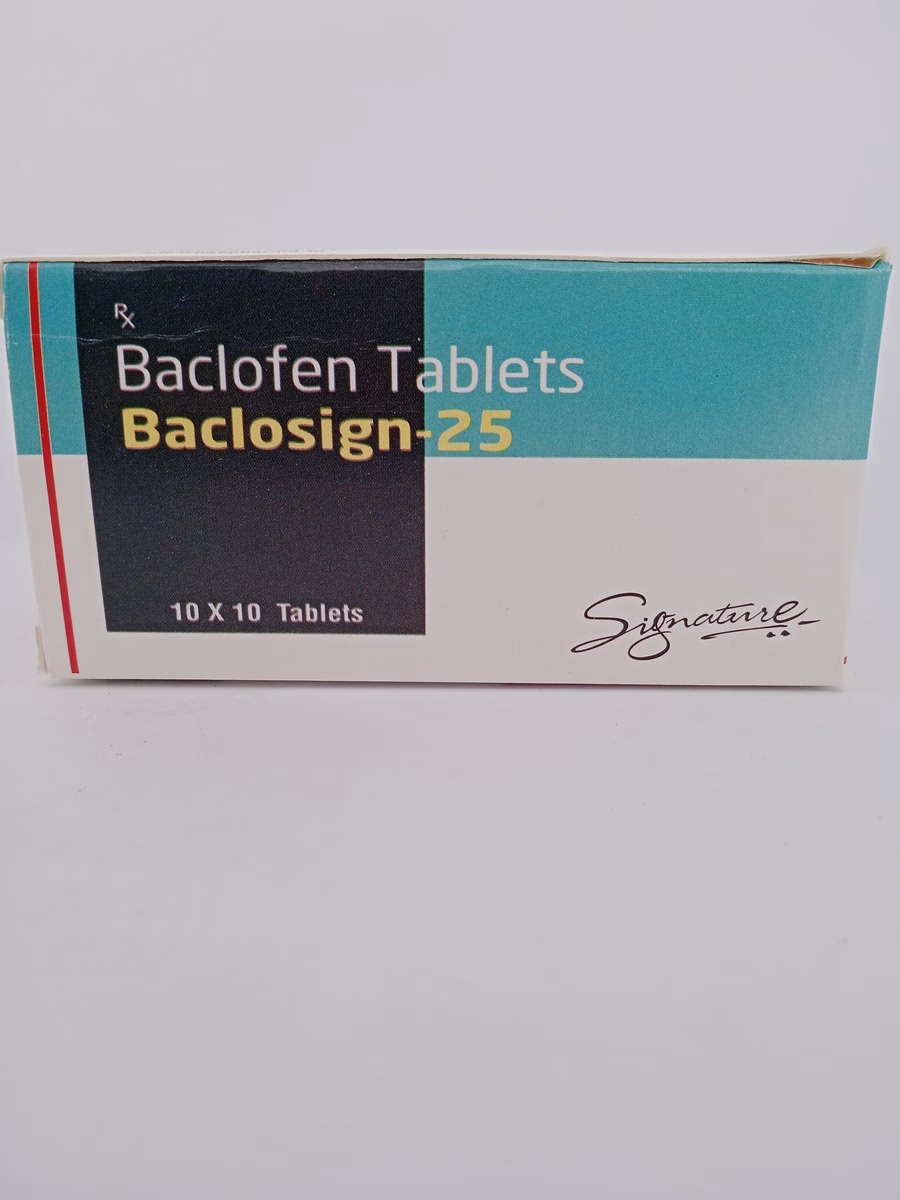 Rx
Baclofen Tablets
Baclosign-25
10 X 10 Tablets
Signature